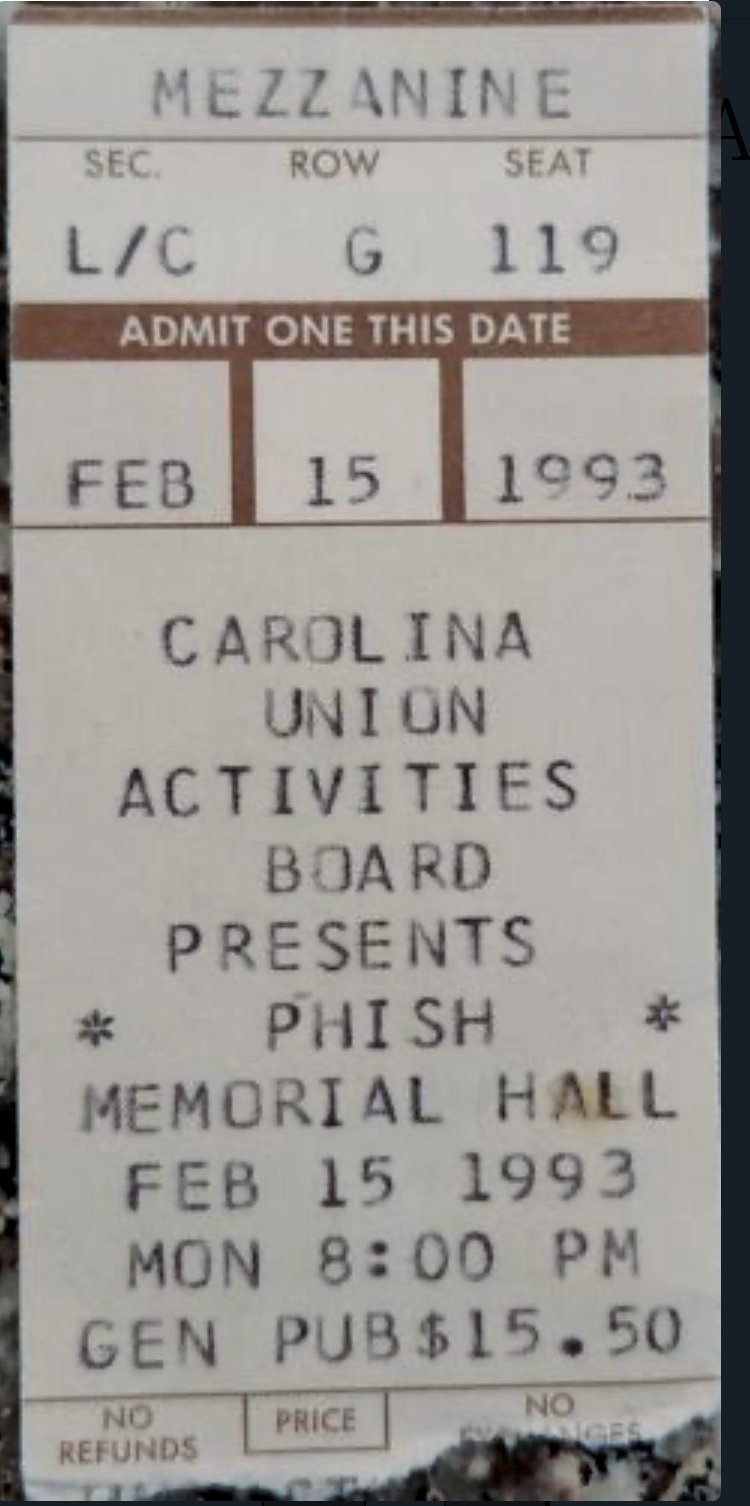 MEZZANINE
SEC. ROW SEAT
L/C G 119
ADMIT ONE THIS DATE
FEB 15 1993
CAROLINA
UNION
ACTIVITIES
BOARD
PRESENTS
* PHISH *
MEMORIAL HALL
FEB 15 1993
MON 8:00 PM
GEN PUB$15.50
NO PRICE NO
REFUNDS EXCHANGES
A